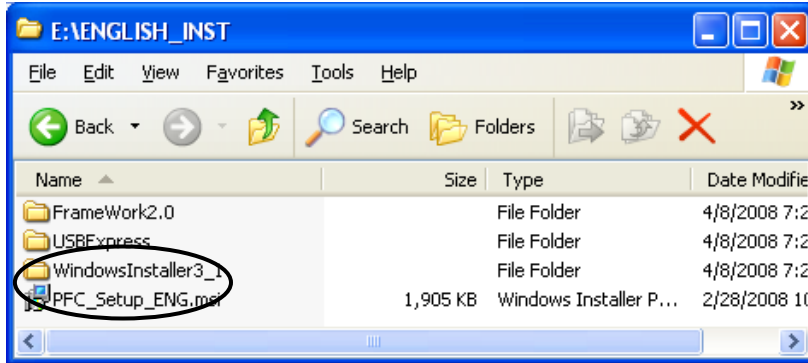 E:\ENGLISH_INST
File Edit View Favorites Tools Help
Back Search Folders »
Name Size Type Date Modifie
FrameWork2.0 File Folder 4/8/2008 7:2
USBExpress File Folder 4/8/2008 7:2
WindowsInstaller3_1 File Folder 4/8/2008 7:2
PFC_Setup_ENG.msi 1,905 KB Windows Installer P... 2/28/2008 10